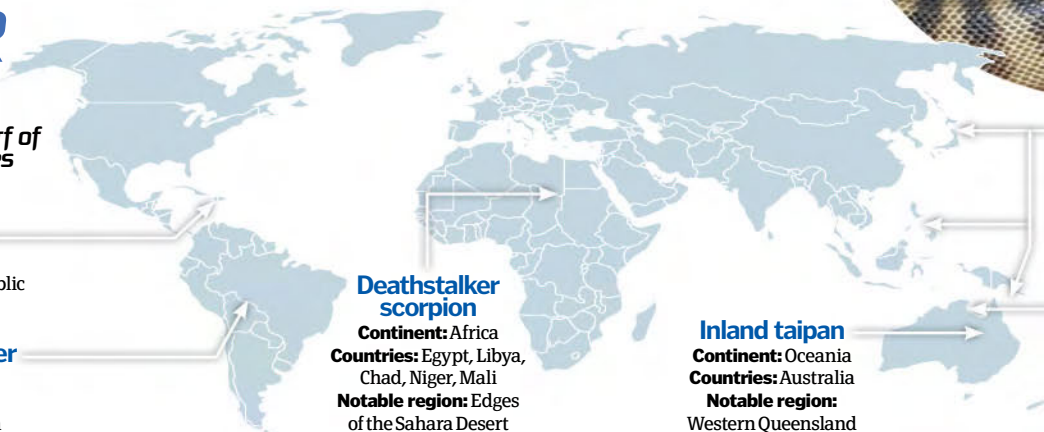 Deathstalker
scorpion
Continent: Africa
Countries: Egypt, Libya,
Chad, Niger, Mali
Notable region: Edges
of the Sahara Desert
Inland taipan
Continent: Oceania
Countries: Australia
Notable region:
Western Queensland